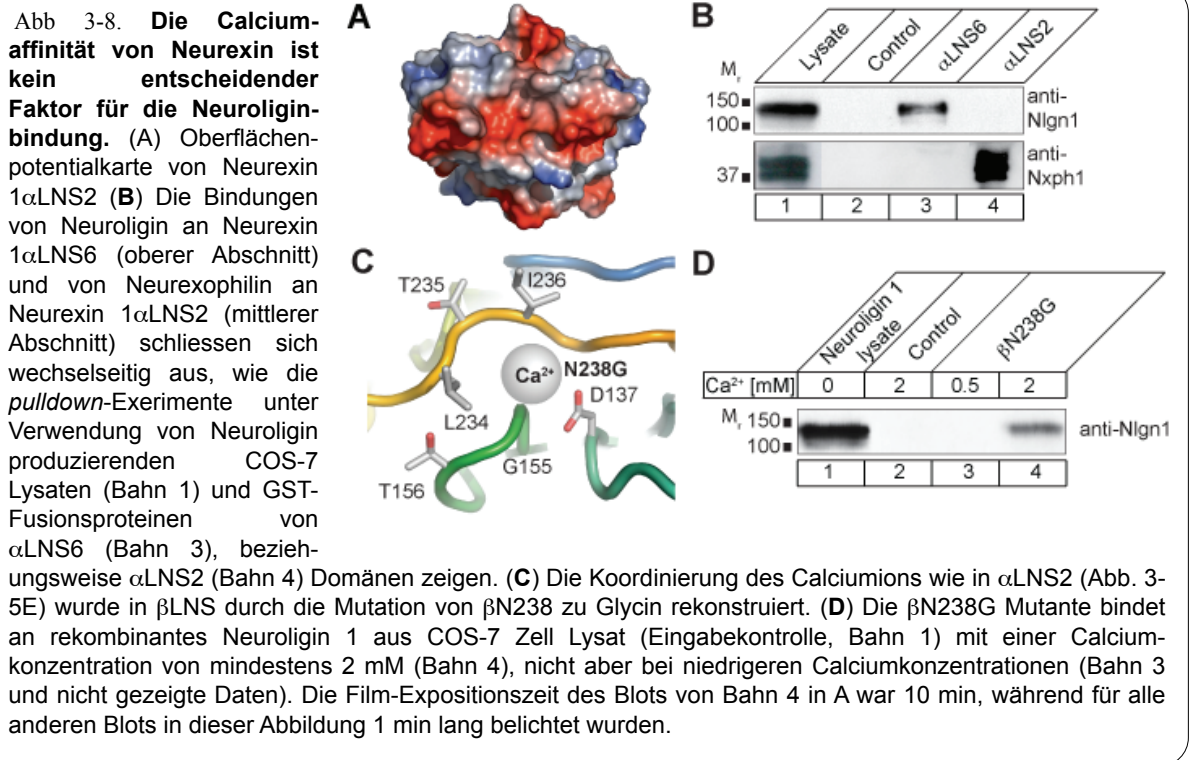 Abb 3-8. Die Calcium-
affinität von Neurexin ist
kein entscheidender
Faktor für die Neuroligin-
bindung. (A) Oberflächen-
potentialkarte von Neurexin
1αLNS2 (B) Die Bindungen
von Neuroligin an Neurexin
1αLNS6 (oberer Abschnitt)
und von Neurexophilin an
Neurexin 1αLNS2 (mittlerer
Abschnitt) schliessen sich
wechselseitig aus, wie die
pulldown-Exerimente unter
Verwendung von Neuroligin
produzierenden COS-7
Lysaten (Bahn 1) und GST-
Fusionsproteinen von
αLNS6 (Bahn 3), bezieh-
ungsweise αLNS2 (Bahn 4) Domänen zeigen. (C) Die Koordinierung des Calciumions wie in αLNS2 (Abb. 3-
5E) wurde in βLNS durch die Mutation von βN238 zu Glycin rekonstruiert. (D) Die βN238G Mutante bindet
an rekombinantes Neuroligin 1 aus COS-7 Zell Lysat (Eingabekontrolle, Bahn 1) mit einer Calcium-
konzentration von mindestens 2 mM (Bahn 4), nicht aber bei niedrigeren Calciumkonzentrationen (Bahn 3
und nicht gezeigte Daten). Die Film-Expositionszeit des Blots von Bahn 4 in A war 10 min, während für alle
anderen Blots in dieser Abbildung 1 min lang belichtet wurden.
A
B
Lysate
Control
αLNS6
αLNS2
Mr
150
100
anti-
Nlgn1
37
anti-
Nxph1
1 2 3 4
C
T235
I236
Ca²⁺ N238G
D137
L234
G155
T156
D
Neuroligin 1
lysate
Control
βN238G
Ca²⁺ [mM] 0 2 0.5 2
Mr 150
100
anti-Nlgn1
1 2 3 4